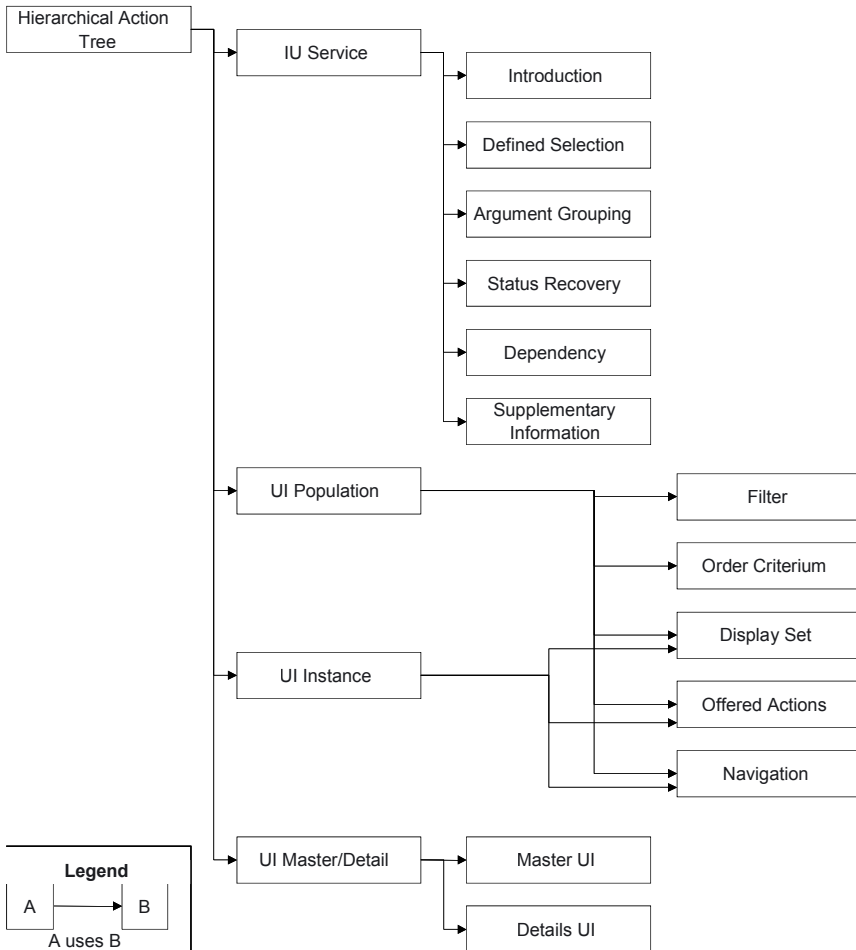 Hierarchical Action
Tree
IU Service
Introduction
Defined Selection
Argument Grouping
Status Recovery
Dependency
Supplementary
Information
UI Population
Filter
Order Criterium
Display Set
UI Instance
Offered Actions
Navigation
UI Master/Detail
Master UI
Details UI
Legend
A
B
A uses B